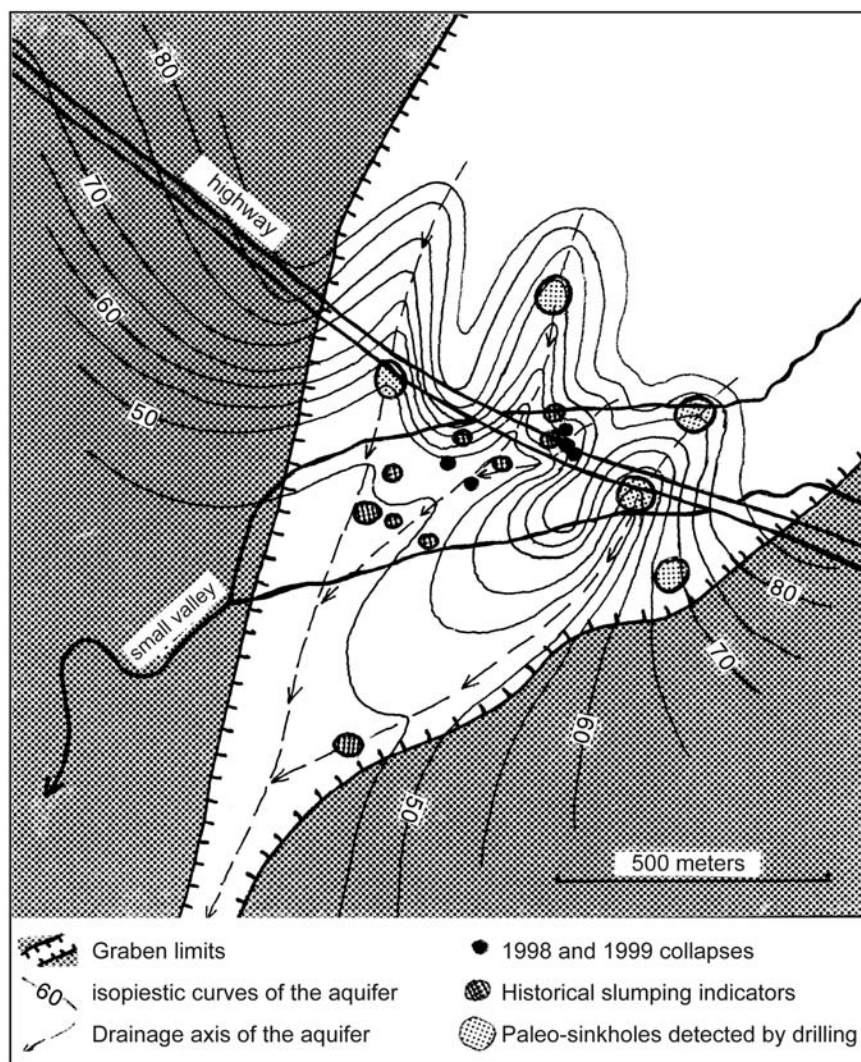 80
70
highway
60
50
small valley
80
70
60
50
500 meters
Graben limits
1998 and 1999 collapses
60
isopiestic curves of the aquifer
Historical slumping indicators
Drainage axis of the aquifer
Paleo-sinkholes detected by drilling